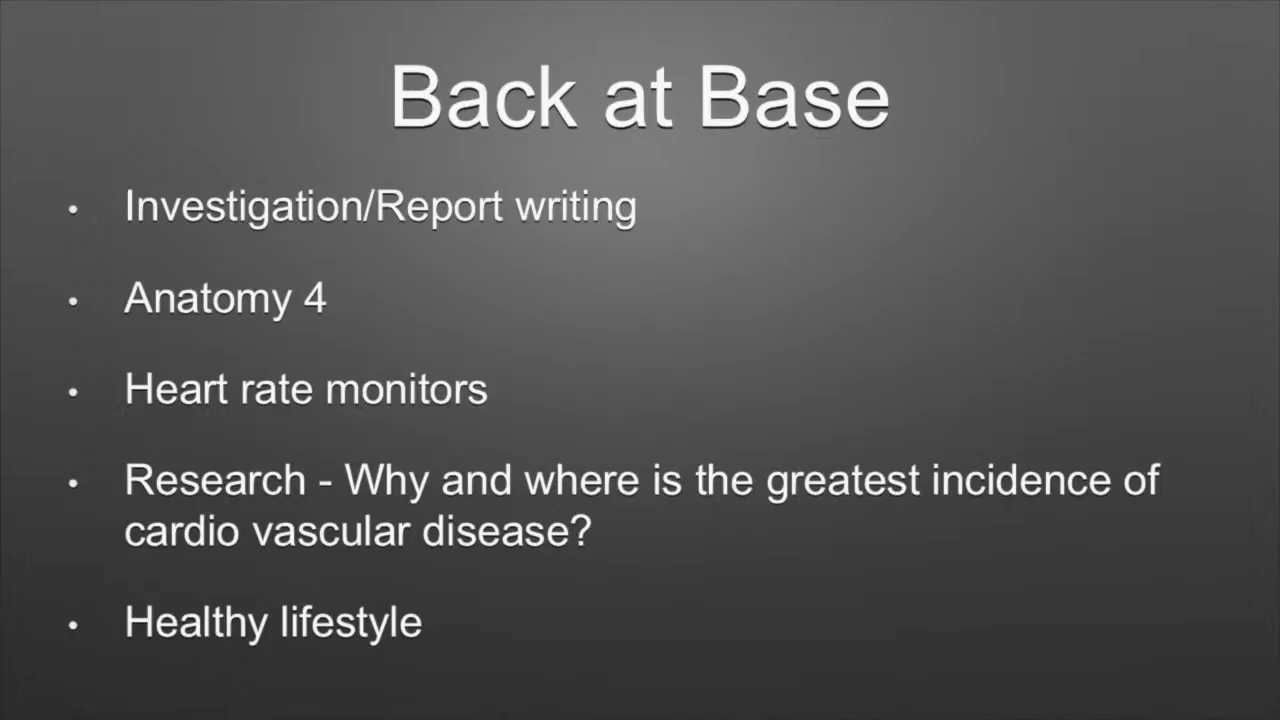 Back at Base
• Investigation/Report writing
• Anatomy 4
• Heart rate monitors
• Research - Why and where is the greatest incidence of
cardio vascular disease?
• Healthy lifestyle